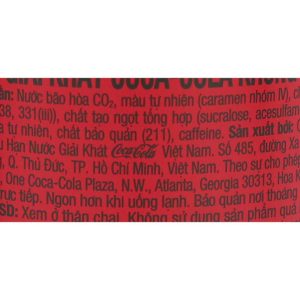 GIẢI KHÁT COCA-COLA KHÔNG
ần: Nước bão hòa CO₂, màu tự nhiên (caramen nhóm IV), ch
38, 331(iii)), chất tạo ngọt tổng hợp (sucralose, acesulfam
u tự nhiên, chất bảo quản (211), caffeine. Sản xuất bởi:
u Hạn Nước Giải Khát Coca-Cola Việt Nam. Số 485, đường Xa
Q. Thủ Đức, TP. Hồ Chí Minh, Việt Nam. Theo sự cho phé
, One Coca-Cola Plaza, N.W., Atlanta, Georgia 30313, Hoa K
rực tiếp. Ngon hơn khi uống lạnh. Bảo quản nơi thoáng
SD: Xem ở thân chai. Không sử dụng sản phẩm quá